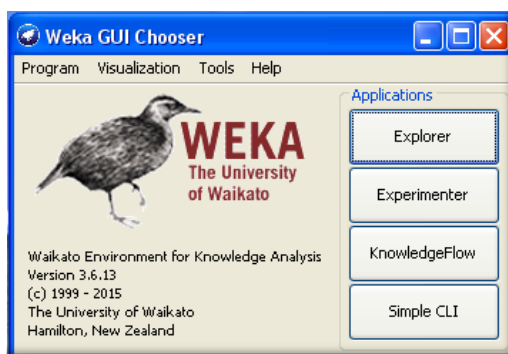 Weka GUI Chooser
Program Visualization Tools Help
WEKA
The University
of Waikato
Waikato Environment for Knowledge Analysis
Version 3.6.13
(c) 1999 - 2015
The University of Waikato
Hamilton, New Zealand
Applications
Explorer
Experimenter
KnowledgeFlow
Simple CLI